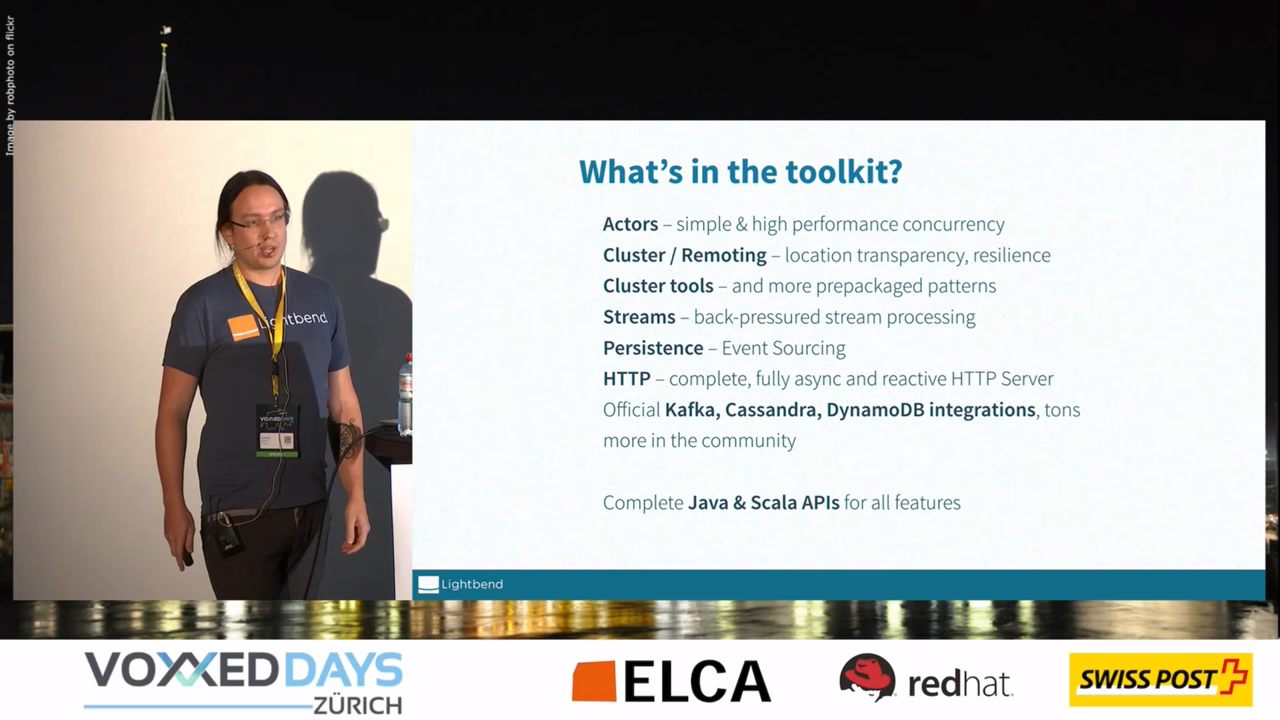 Image by robphoto on flickr
What's in the toolkit?
Actors – simple & high performance concurrency
Cluster / Remoting – location transparency, resilience
Cluster tools – and more prepackaged patterns
Streams – back-pressured stream processing
Persistence – Event Sourcing
HTTP – complete, fully async and reactive HTTP Server
Official Kafka, Cassandra, DynamoDB integrations, tons
more in the community
Complete Java & Scala APIs for all features
Lightbend
Lightbend
VOXXED DAYS
VOXXED DAYS
ZÜRICH
ELCA
redhat.
SWISS POST